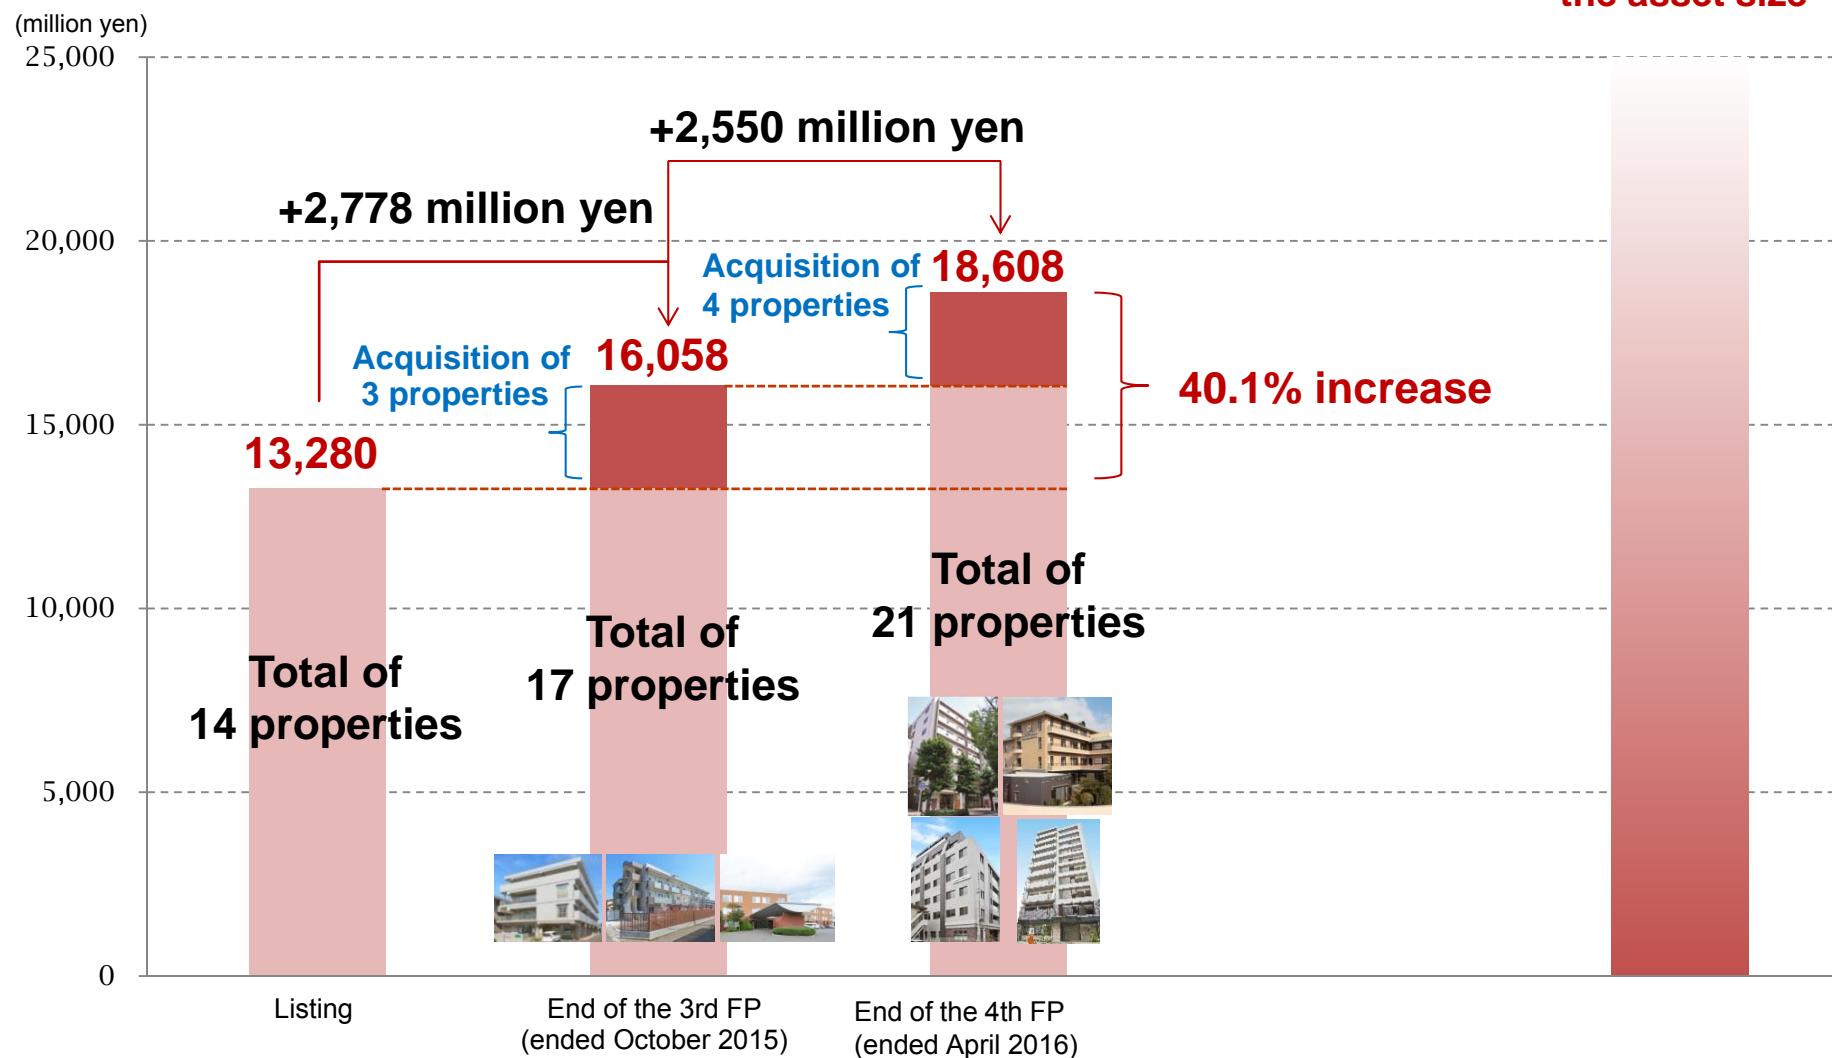 the asset size
(million yen)
25,000
20,000
15,000
10,000
5,000
0
+2,550 million yen
+2,778 million yen
Acquisition of
4 properties
18,608
Acquisition of
3 properties
16,058
13,280
40.1% increase
Total of
14 properties
Total of
17 properties
Total of
21 properties
Listing
End of the 3rd FP
(ended October 2015)
End of the 4th FP
(ended April 2016)